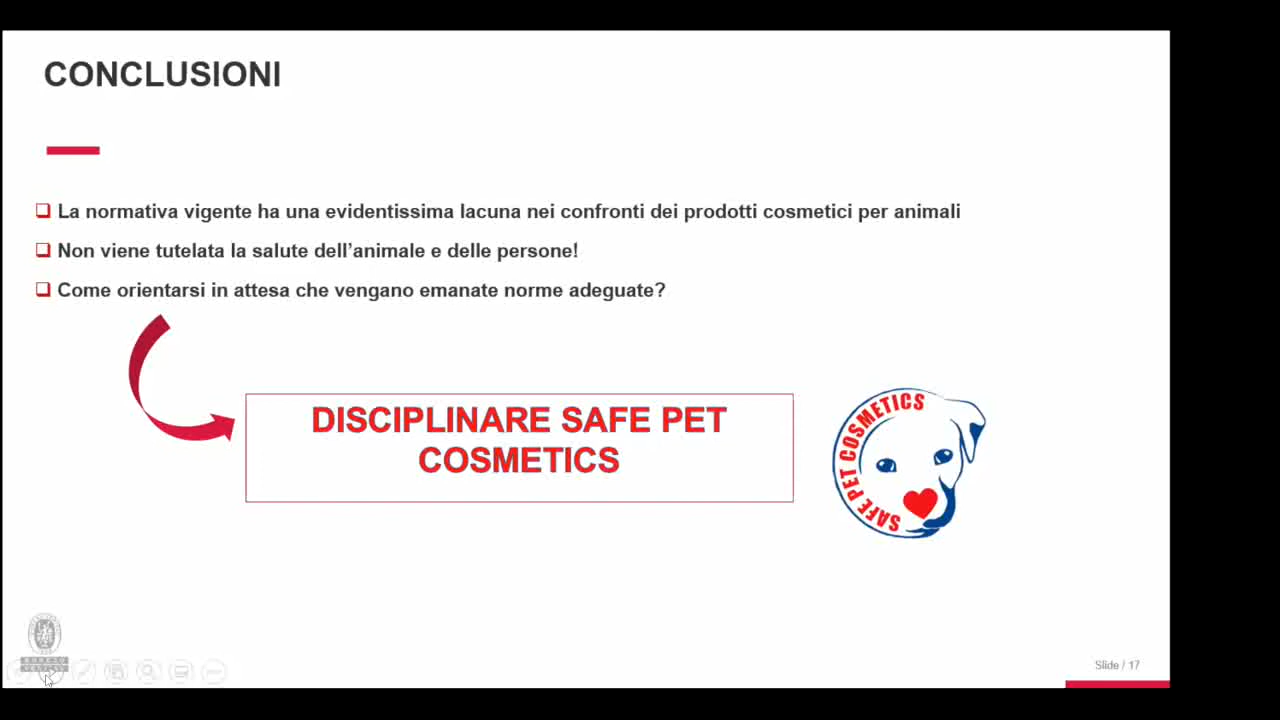 CONCLUSIONI
❑ La normativa vigente ha una evidentissima lacuna nei confronti dei prodotti cosmetici per animali
❑ Non viene tutelata la salute dell'animale e delle persone!
❑ Come orientarsi in attesa che vengano emanate norme adeguate?
DISCIPLINARE SAFE PET
COSMETICS
SAFE PET COSMETICS
BUREAU
VERITAS
Slide / 17